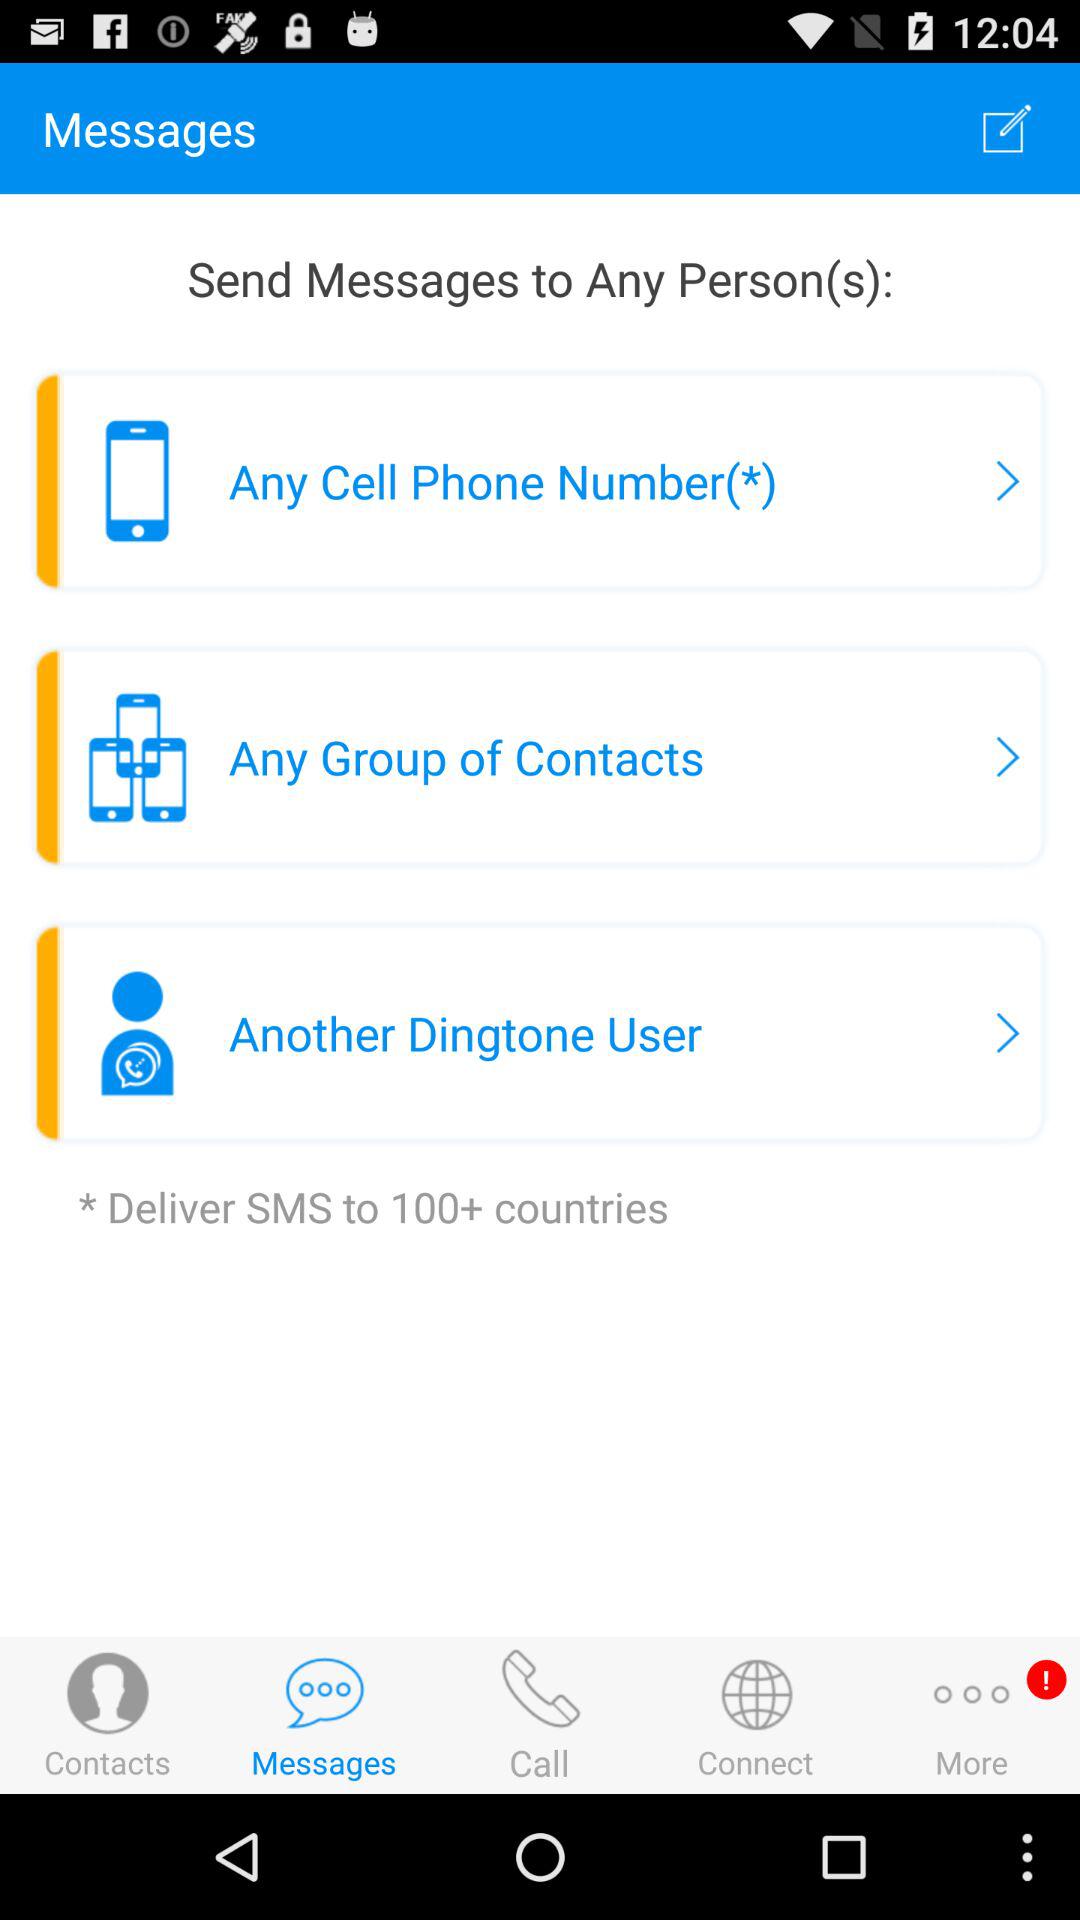 FAKE
12:04
Messages
Send Messages to Any Person(s):
Any Cell Phone Number(*)
Any Group of Contacts
Another Dingtone User
* Deliver SMS to 100+ countries
!
Contacts Messages Call Connect More